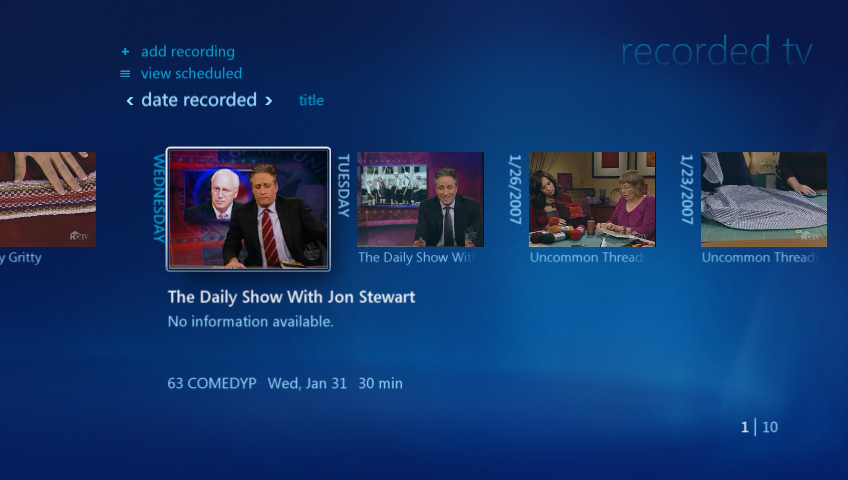 recorded tv
+ add recording
≡ view scheduled
‹ date recorded › title
WEDNESDAY
TUESDAY
1/26/2007
1/23/2007
y Gritty
The Daily Show Wit
Uncommon Threads
Uncommon Threads
The Daily Show With Jon Stewart
No information available.
63 COMEDYP Wed, Jan 31 30 min
1 | 10